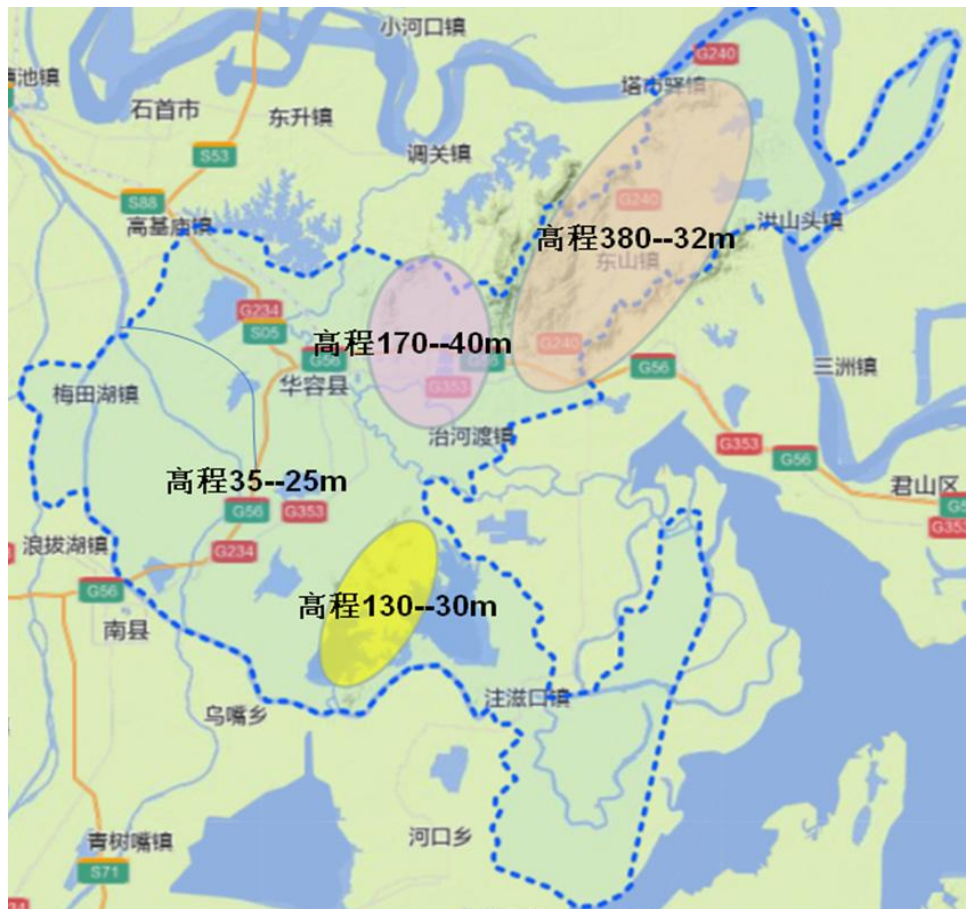 小河口镇
G240
池镇
塔市驿镇
石首市
东升镇
调关镇
S53
S88
G240
高基庙镇
洪山头镇
高程380--32m
东山镇
G234
S05
高程170--40m
G240
G56
G56
三洲镇
华容县
G353
梅田湖镇
治河渡镇
G353
G56
高程35--25m
君山区
G56
G353
G353
浪拔湖镇
G234
G56
高程130--30m
南县
注滋口镇
乌嘴乡
河口乡
青树嘴镇
S71